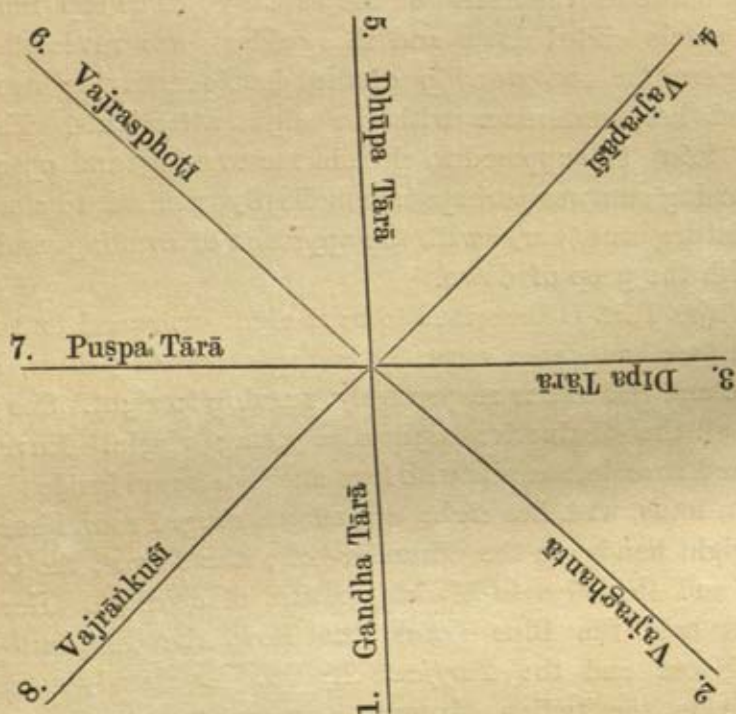 1. Gandha Tārā
2. Vajraghantā
3. Dīpa Tārā
4. Vajrapāśī
5. Dhūpa Tārā
6. Vajrasphoṭī
7. Puṣpa Tārā
8. Vajrāṅkuśī